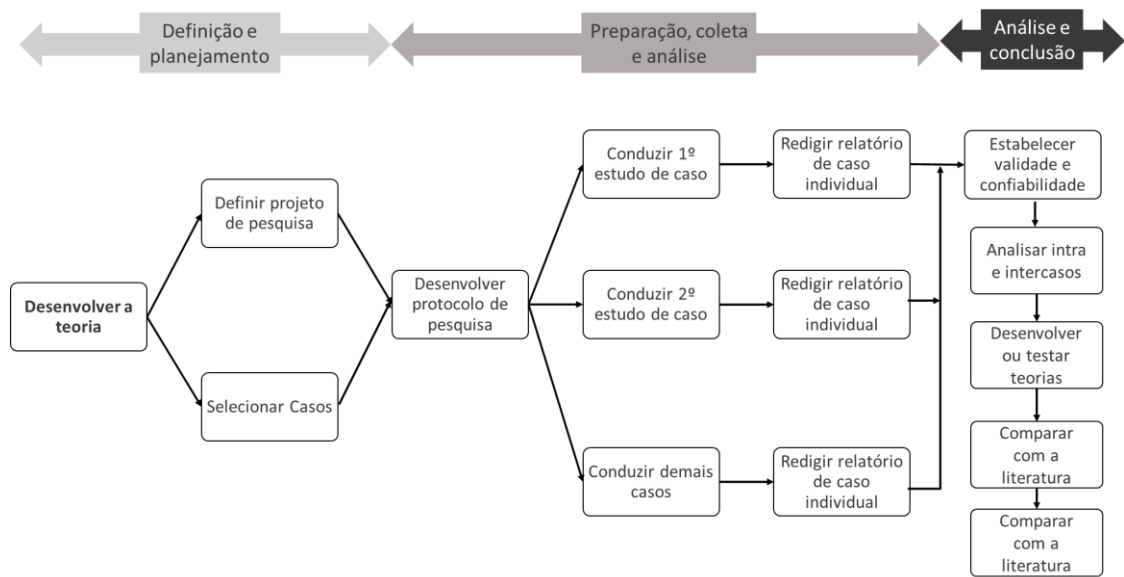 Definição e
planejamento
Preparação, coleta
e análise
Análise e
conclusão
Desenvolver a
teoria
Definir projeto
de pesquisa
Selecionar Casos
Desenvolver
protocolo de
pesquisa
Conduzir 1º
estudo de caso
Redigir relatório
de caso
individual
Conduzir 2º
estudo de caso
Redigir relatório
de caso
individual
Conduzir demais
casos
Redigir relatório
de caso
individual
Estabelecer
validade e
confiabilidade
Analisar intra
e intercasos
Desenvolver
ou testar
teorias
Comparar
com a
literatura
Comparar
com a
literatura